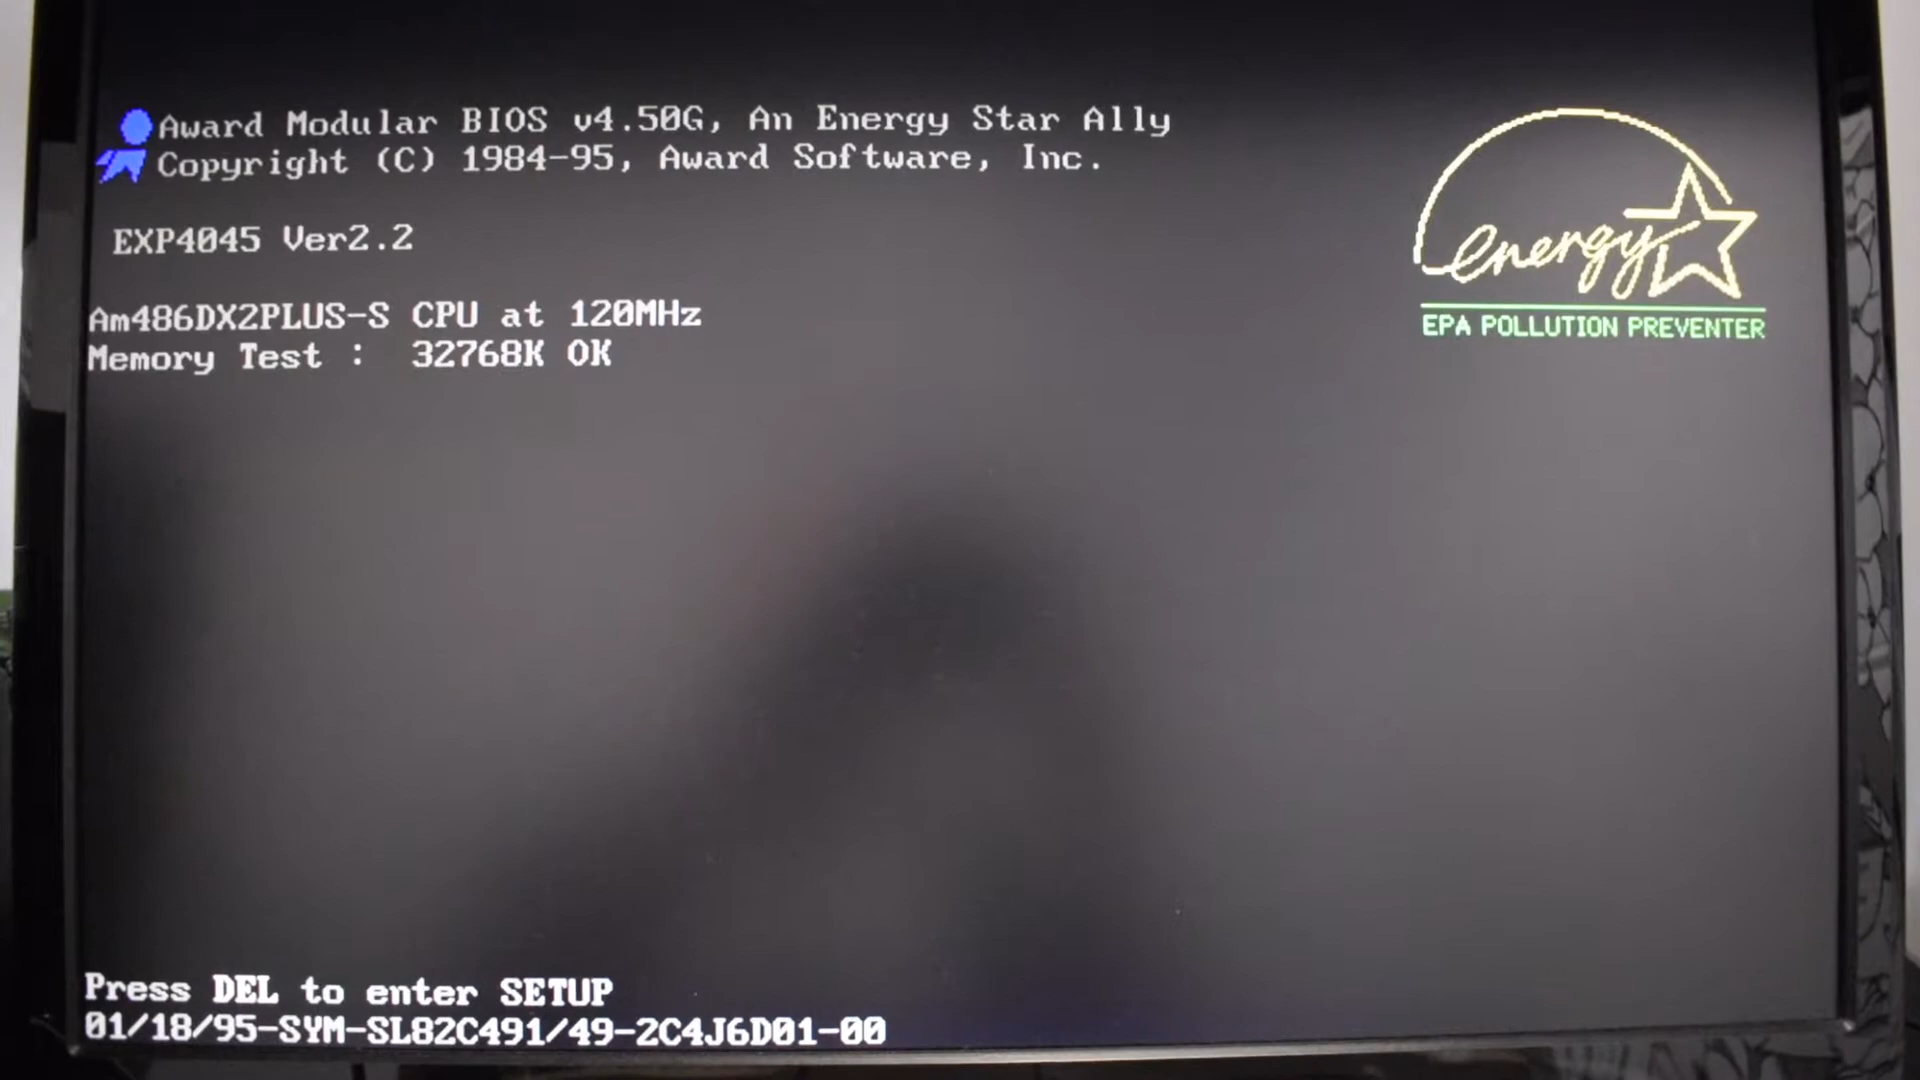 Award Modular BIOS v4.50G, An Energy Star Ally
Copyright (C) 1984-95, Award Software, Inc.
energy
EPA POLLUTION PREVENTER
EXP4045 Ver2.2
Am486DX2PLUS-S CPU at 120MHz
Memory Test :  32768K OK
Press DEL to enter SETUP
01/18/95-SYM-SL82C491/49-2C4J6D01-00